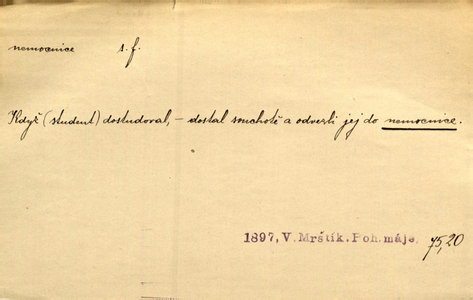 nemocnice s. f.
Když (student) dostudoval, – dostal souchotě a odvezli jej do nemocnice.
1897, V. Mrštík. Poh. máje, 75,20